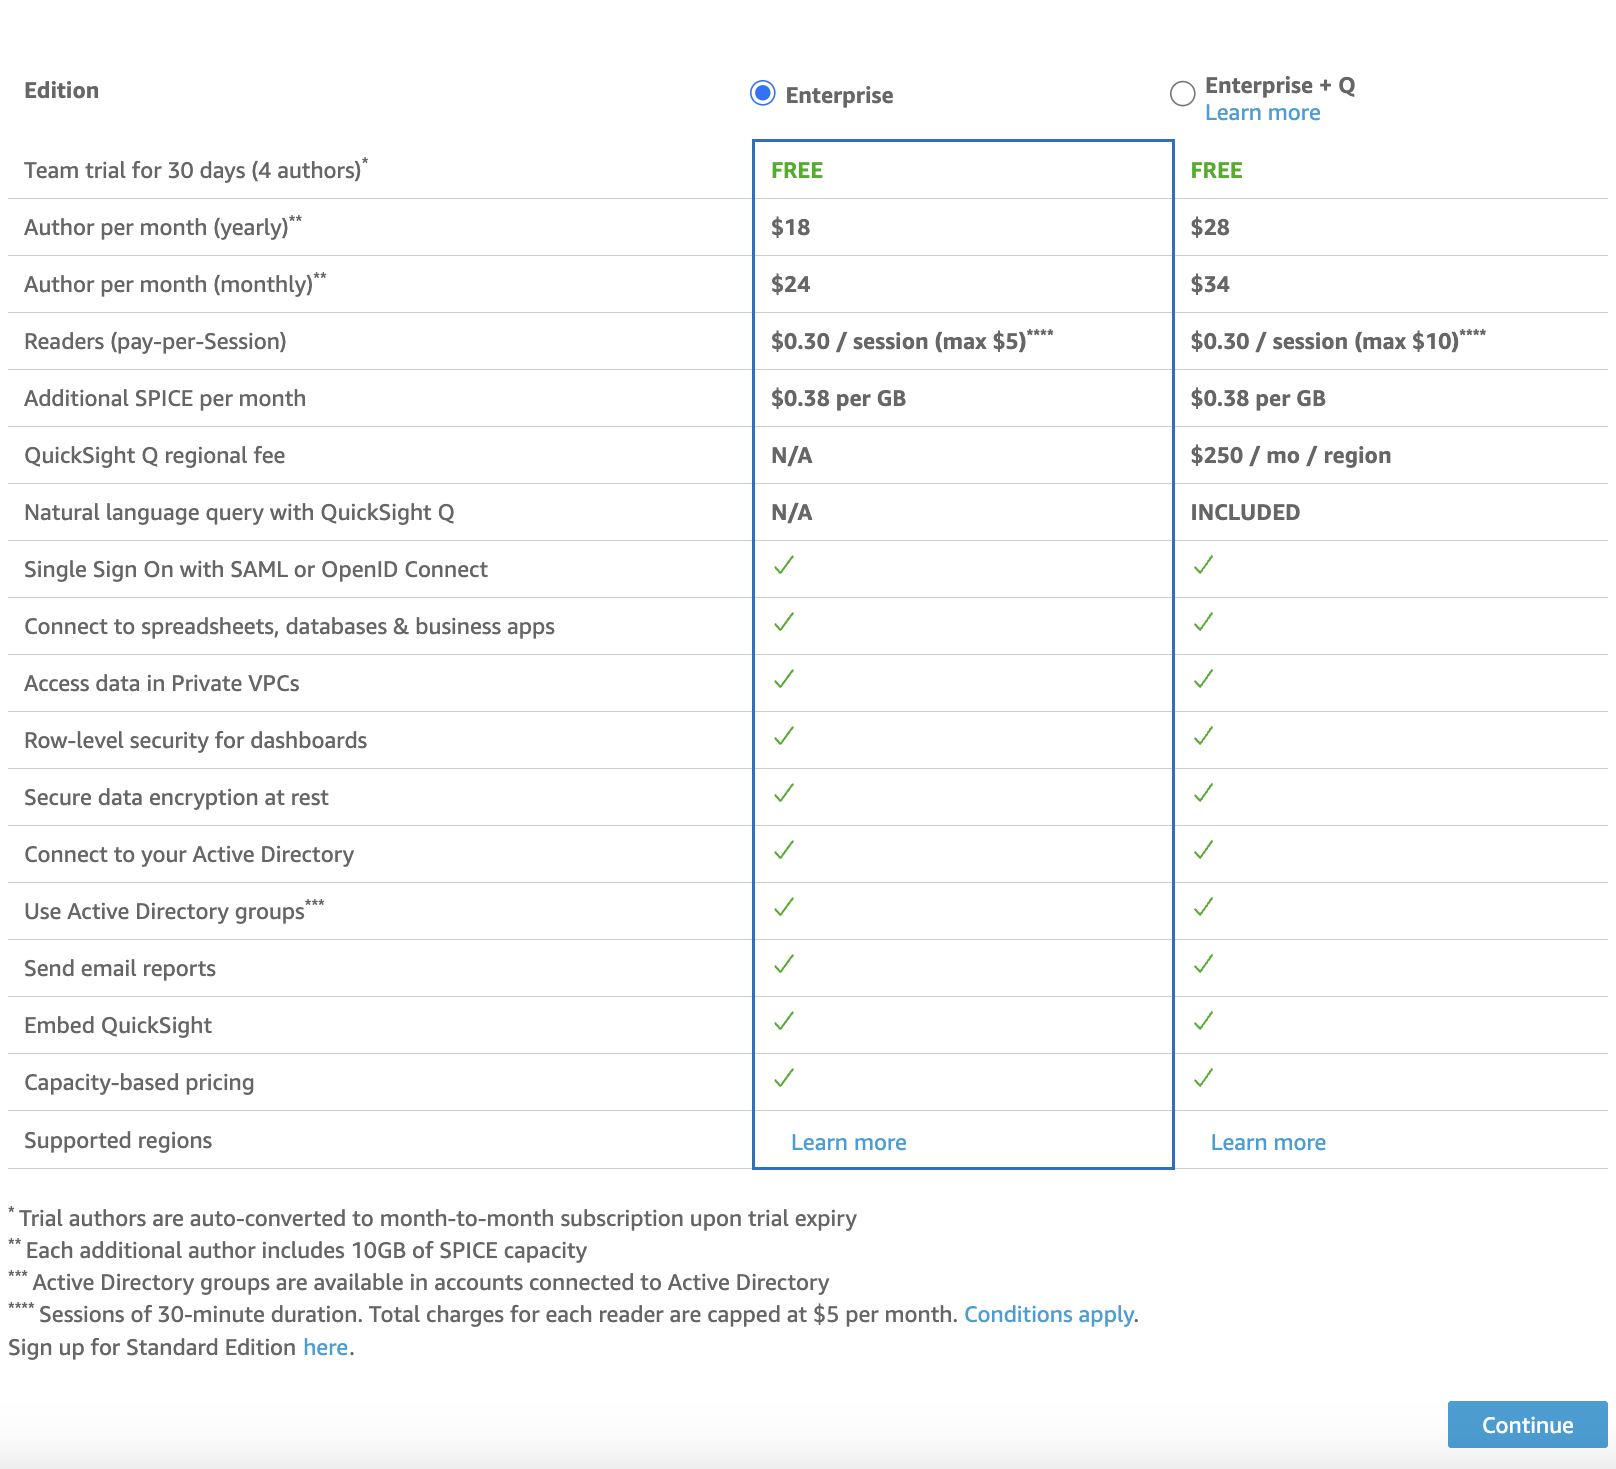 Edition
Enterprise
Enterprise + Q
Learn more
Team trial for 30 days (4 authors)* FREE FREE
Author per month (yearly)** $18 $28
Author per month (monthly)** $24 $34
Readers (pay-per-Session) $0.30 / session (max $5)**** $0.30 / session (max $10)****
Additional SPICE per month $0.38 per GB $0.38 per GB
QuickSight Q regional fee N/A $250 / mo / region
Natural language query with QuickSight Q N/A INCLUDED
Single Sign On with SAML or OpenID Connect ✓ ✓
Connect to spreadsheets, databases & business apps ✓ ✓
Access data in Private VPCs ✓ ✓
Row-level security for dashboards ✓ ✓
Secure data encryption at rest ✓ ✓
Connect to your Active Directory ✓ ✓
Use Active Directory groups*** ✓ ✓
Send email reports ✓ ✓
Embed QuickSight ✓ ✓
Capacity-based pricing ✓ ✓
Supported regions Learn more Learn more
* Trial authors are auto-converted to month-to-month subscription upon trial expiry
** Each additional author includes 10GB of SPICE capacity
*** Active Directory groups are available in accounts connected to Active Directory
**** Sessions of 30-minute duration. Total charges for each reader are capped at $5 per month. Conditions apply.
Sign up for Standard Edition here.
Continue